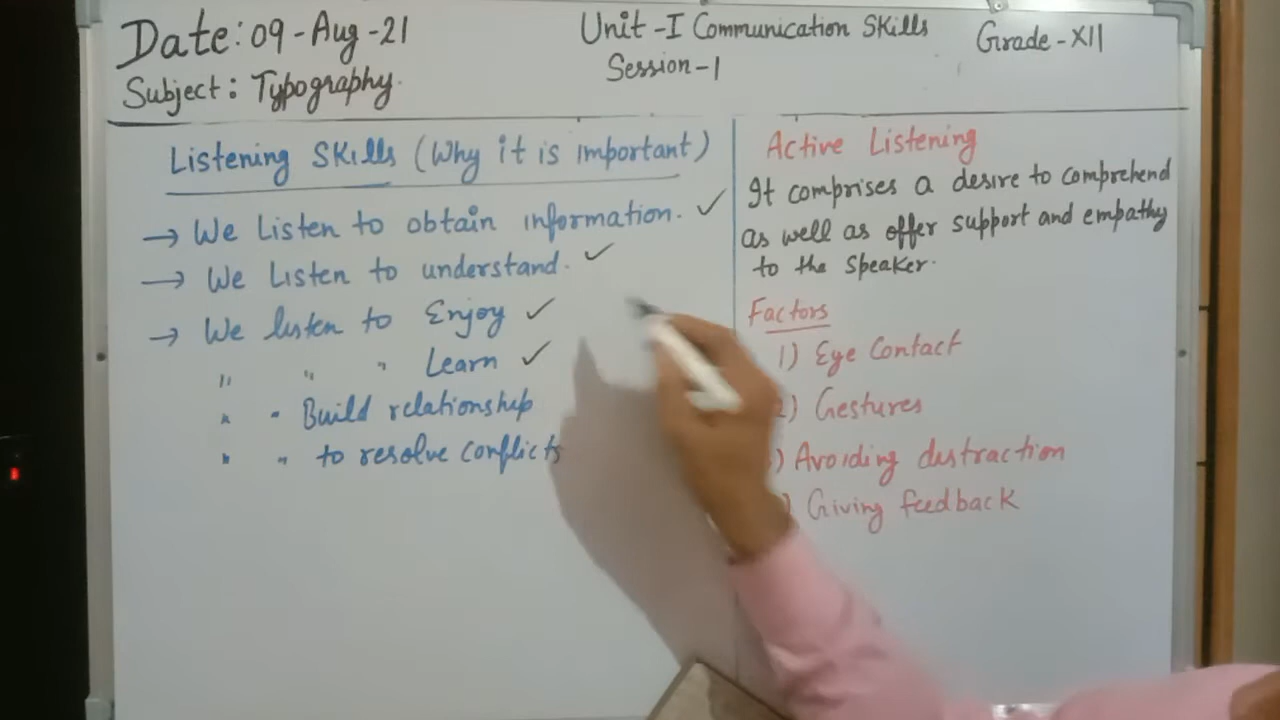 Date: 09-Aug-21
Subject: Typography.
Unit-I Communication Skills
Session-1
Grade-XII
Listening Skills (Why it is important)
→ We Listen to obtain information. ✓
→ We Listen to understand. ✓
→ We listen to Enjoy ✓
" " " Learn ✓
" " Build relationship
" " to resolve conflicts
Active Listening
It comprises a desire to comprehend
as well as offer support and empathy
to the speaker.
Factors
1) Eye Contact
2) Gestures
) Avoiding distraction
) Giving feedback